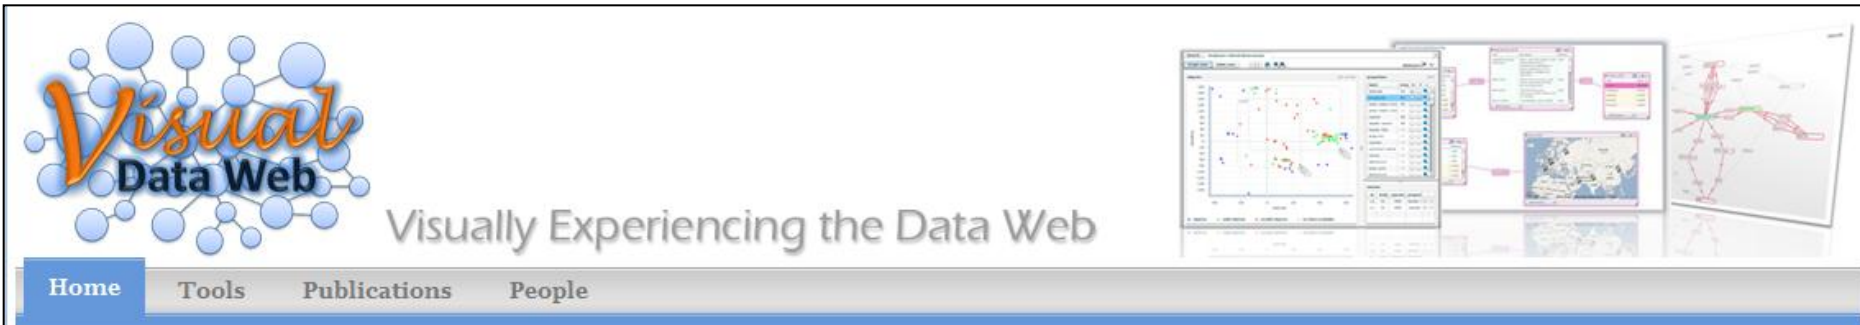 Visual
Data Web
Visually Experiencing the Data Web
Home
Tools
Publications
People